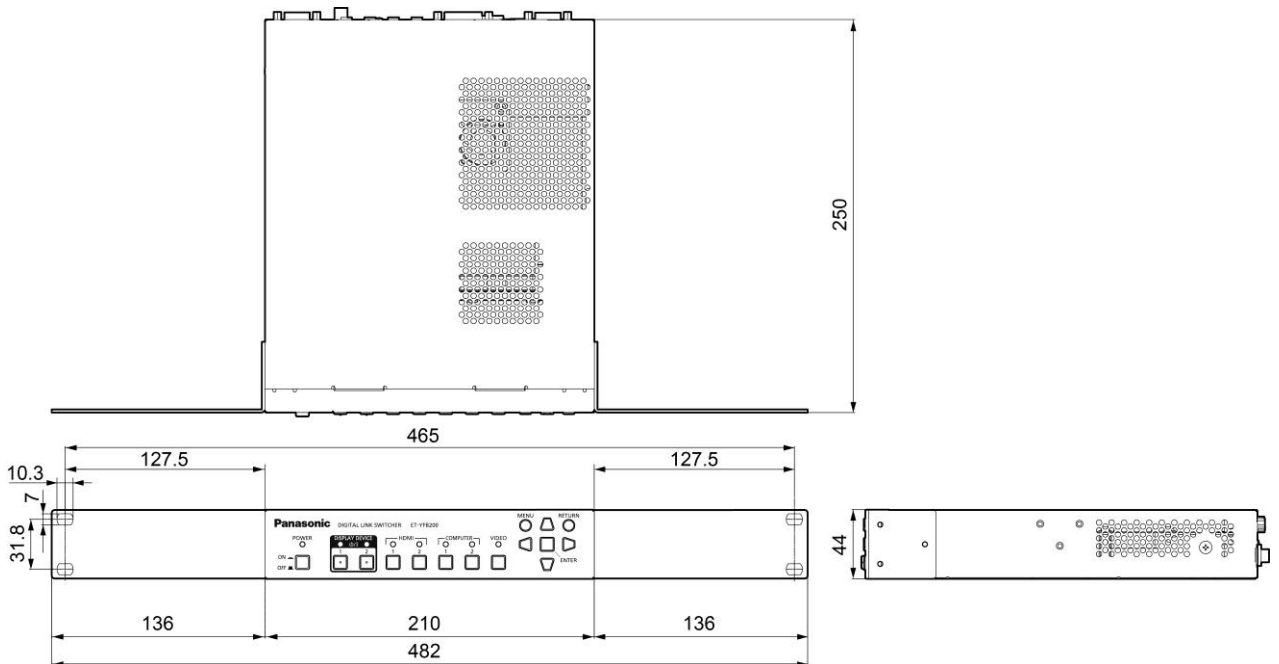 250
465
127.5
127.5
10.3
7
31.8
Panasonic DIGITAL LINK SWITCHER ET-YFB200
MENU RETURN
POWER DISPLAY DEVICE HDMI COMPUTER VIDEO
1 2 1 2 1 2
ON
OFF
ENTER
44
136
210
136
482